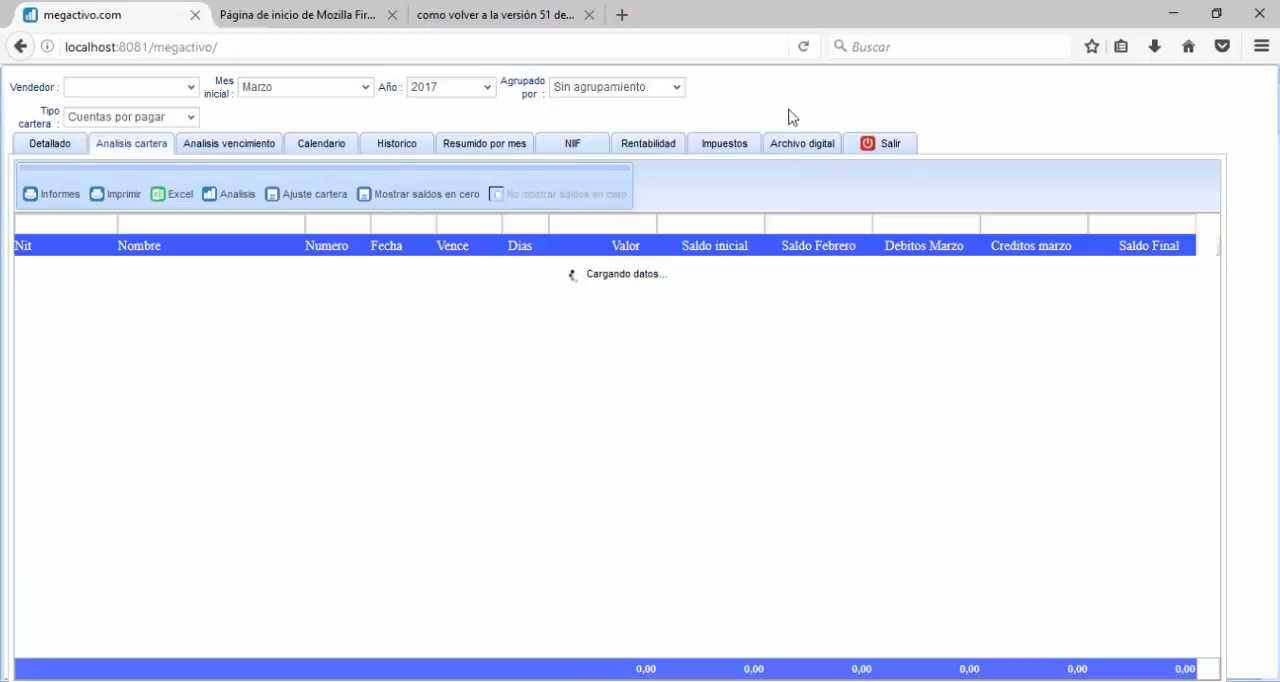 megactivo.com
Página de inicio de Mozilla Fir...
como volver a la versión 51 de...
localhost:8081/megactivo/
Buscar
Vendedor :
Mes inicial :
Marzo
Año :
2017
Agrupado por :
Sin agrupamiento
Tipo cartera :
Cuentas por pagar
Detallado
Analisis cartera
Analisis vencimiento
Calendario
Historico
Resumido por mes
NIIF
Rentabilidad
Impuestos
Archivo digital
Salir
Informes
Imprimir
Excel
Analisis
Ajuste cartera
Mostrar saldos en cero
No mostrar saldos en cero
Nit Nombre Numero Fecha Vence Dias Valor Saldo inicial Saldo Febrero Debitos Marzo Creditos marzo Saldo Final
Cargando datos...
0,00 0,00 0,00 0,00 0,00 0,00